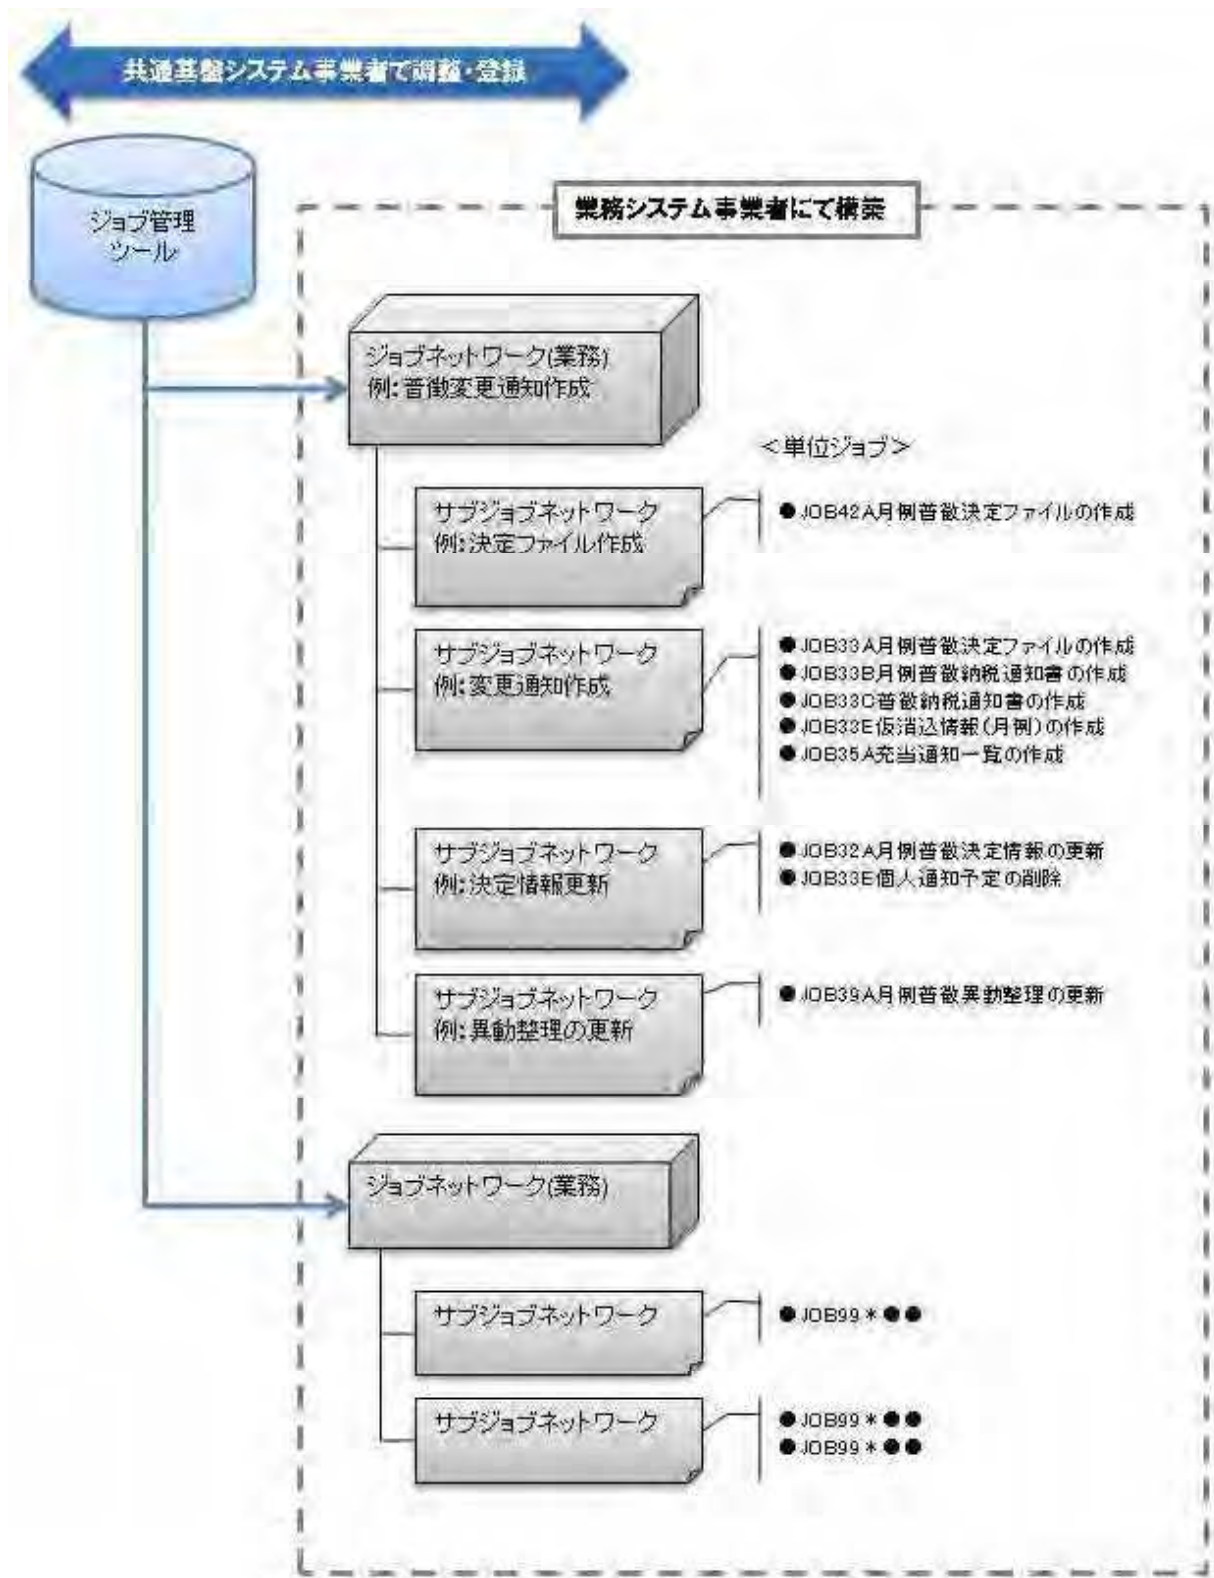 共通基盤システム事業者で調整・登録
ジョブ管理
ツール
業務システム事業者にて構築
ジョブネットワーク(業務)
例：普徴変更通知作成
＜単位ジョブ＞
サブジョブネットワーク
例：決定ファイル作成
●JOB42A月例普徴決定ファイルの作成
サブジョブネットワーク
例：変更通知作成
●JOB33A月例普徴決定ファイルの作成
●JOB33B月例普徴納税通知書の作成
●JOB33C普徴納税通知書の作成
●JOB33E仮消込情報(月例)の作成
●JOB35A充当通知一覧の作成
サブジョブネットワーク
例：決定情報更新
●JOB32A月例普徴決定情報の更新
●JOB33E個人通知予定の削除
サブジョブネットワーク
例：異動整理の更新
●JOB39A月例普徴異動整理の更新
ジョブネットワーク(業務)
サブジョブネットワーク
●JOB99＊●●
サブジョブネットワーク
●JOB99＊●●
●JOB99＊●●